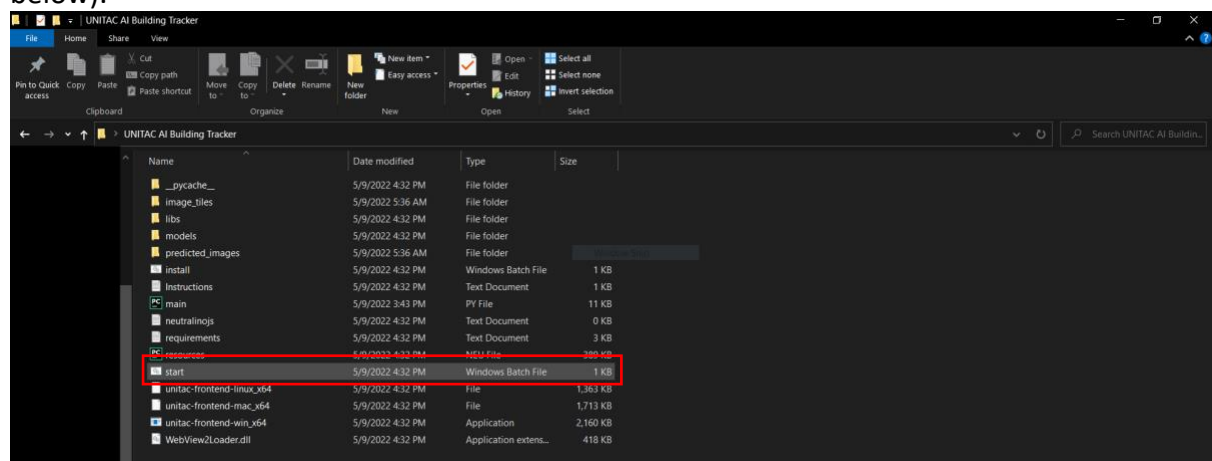 below).
UNITAC AI Building Tracker
File Home Share View
Pin to Quick access
Copy
Paste
Cut
Copy path
Paste shortcut
Clipboard
Move to
Copy to
Delete
Rename
Organize
New folder
New item
Easy access
New
Properties
Open
Edit
History
Open
Select all
Select none
Invert selection
Select
UNITAC AI Building Tracker
Search UNITAC AI Buildin...
Name Date modified Type Size
__pycache__ 5/9/2022 4:32 PM File folder
image_tiles 5/9/2022 5:36 AM File folder
libs 5/9/2022 4:32 PM File folder
models 5/9/2022 4:32 PM File folder
predicted_images 5/9/2022 5:36 AM File folder
install 5/9/2022 4:32 PM Windows Batch File 1 KB
Instructions 5/9/2022 4:32 PM Text Document 1 KB
main 5/9/2022 3:43 PM PY File 11 KB
neutralinojs 5/9/2022 4:32 PM Text Document 0 KB
requirements 5/9/2022 4:32 PM Text Document 3 KB
resources 5/9/2022 4:32 PM NEU File 389 KB
start 5/9/2022 4:32 PM Windows Batch File 1 KB
unitac-frontend-linux_x64 5/9/2022 4:32 PM File 1,363 KB
unitac-frontend-mac_x64 5/9/2022 4:32 PM File 1,713 KB
unitac-frontend-win_x64 5/9/2022 4:32 PM Application 2,160 KB
WebView2Loader.dll 5/9/2022 4:32 PM Application extens... 418 KB